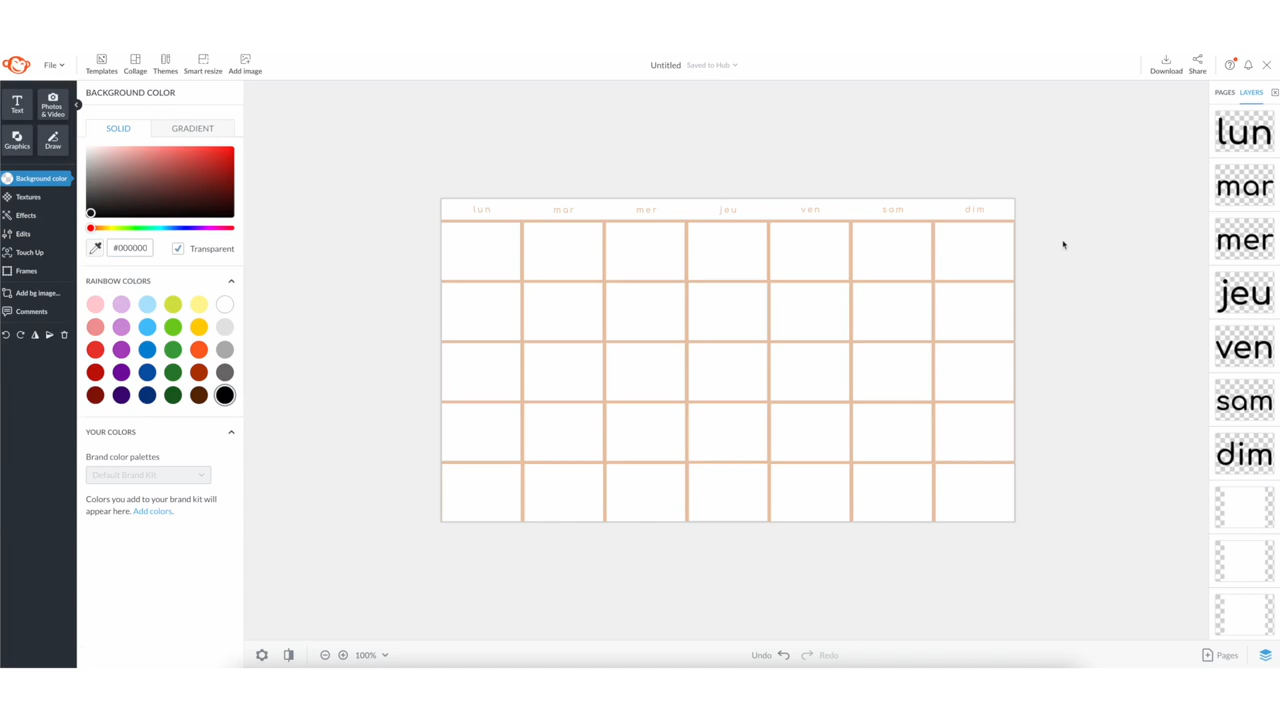 File
Templates
Collage
Themes
Smart resize
Add image
Untitled Saved to Hub
Download
Share
Text
Photos & Video
Graphics
Draw
Background color
Textures
Effects
Edits
Touch Up
Frames
Add bg image...
Comments
BACKGROUND COLOR
SOLID GRADIENT
#000000 Transparent
RAINBOW COLORS
YOUR COLORS
Brand color palettes
Default Brand Kit
Colors you add to your brand kit will
appear here. Add colors.
lun mar mer jeu ven sam dim
PAGES LAYERS
lun
mar
mer
jeu
ven
sam
dim
100%
Undo Redo
Pages